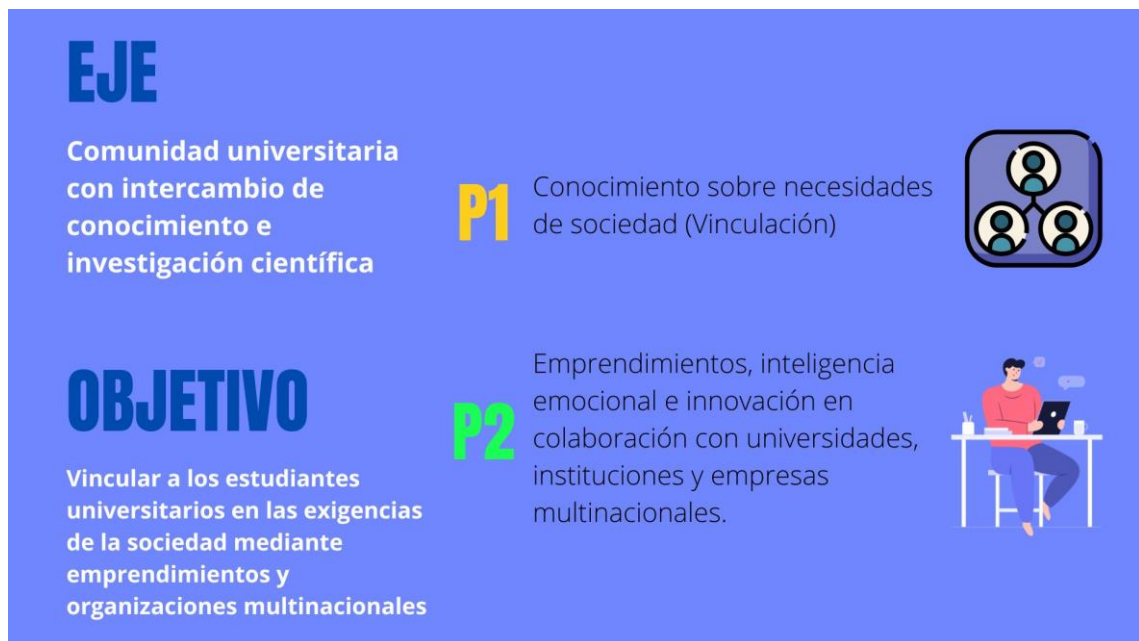 EJE
Comunidad universitaria
con intercambio de
conocimiento e
investigación científica
P1
Conocimiento sobre necesidades
de sociedad (Vinculación)
OBJETIVO
Vincular a los estudiantes
universitarios en las exigencias
de la sociedad mediante
emprendimientos y
organizaciones multinacionales
P2
Emprendimientos, inteligencia
emocional e innovación en
colaboración con universidades,
instituciones y empresas
multinacionales.